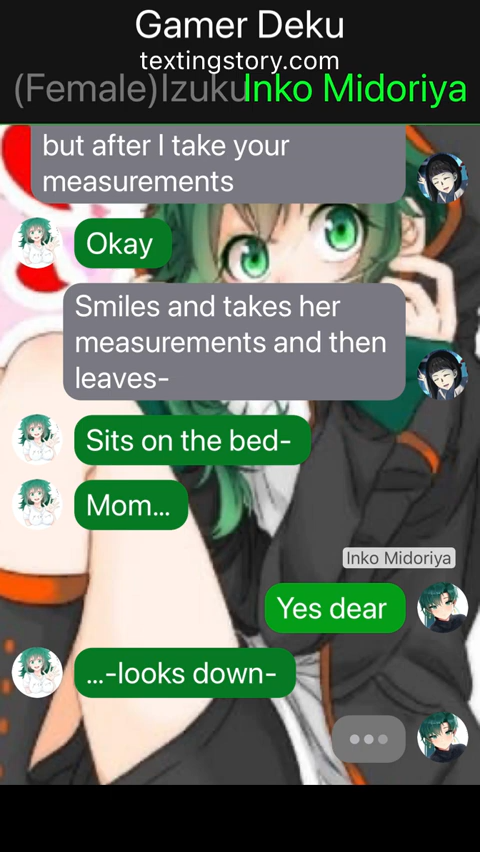 Gamer Deku
textingstory.com
(Female)Izuku Inko Midoriya
but after I take your
measurements
Okay
Smiles and takes her
measurements and then
leaves-
Sits on the bed-
Mom...
Inko Midoriya
Yes dear
...-looks down-